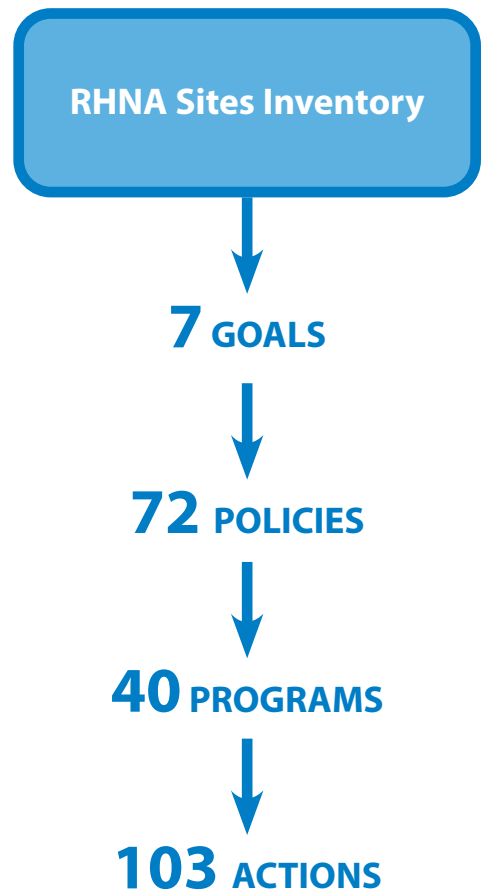 RHNA Sites Inventory
7 GOALS
72 POLICIES
40 PROGRAMS
103 ACTIONS